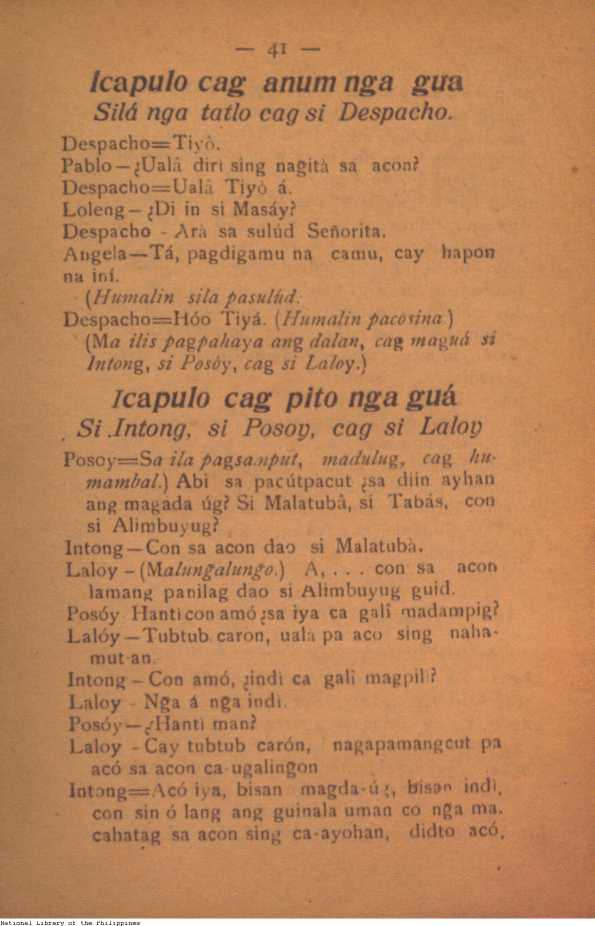 — 41 —
Icapulo cag anum nga gua
Silá nga tatlo cag si Despacho.
Despacho=Tiyò.
Pablo—¿Ualâ diri sing nagità sa acon?
Despacho=Ualâ Tiyò á.
Loleng—¿Di in si Masáy?
Despacho - Arà sa sulúd Señorita.
Angela—Tá, pagdigamu na camu, cay hapon
na iní.
(Humalin sila pasulúd.
Despacho=Hóo Tiyá. (Humalin pacosina.)
(Ma ilis pagpahaya ang dalan, cag maguá si
Intong, si Posóy, cag si Laloy.)
Icapulo cag pito nga guá
Si Intong, si Posoy, cag si Laloy
Posoy=Sa ila pagsamput, madulug, cag hu-
mambal.) Abi sa pacútpacut ¿sa diin ayhan
ang magada úg? Si Malatubâ, si Tabás, con
si Alimbuyug?
Intong—Con sa acon dao si Malatubà.
Laloy – (Malungalungo.) A, . . . con sa acon
lamang panilag dao si Alimbuyug guid.
Posóy Hanti con amó ¿sa iya ca gali madampig?
Lalóy—Tubtub caron, uala pa aco sing naha-
mut-an.
Intong – Con amó, ¿indi ca gali magpili?
Laloy - Nga á nga indi.
Posóy—¿Hanti man?
Laloy - Cay tubtub carón, nagapamangcut pa
acó sa acon ca-ugalingon
Intong=Acó iya, bisan magda-úg, bisan indi,
con sin ó lang ang guinala uman co nga ma.
cahatag sa acon sing ca-ayohan, didto acó,
National Library of the Philippines